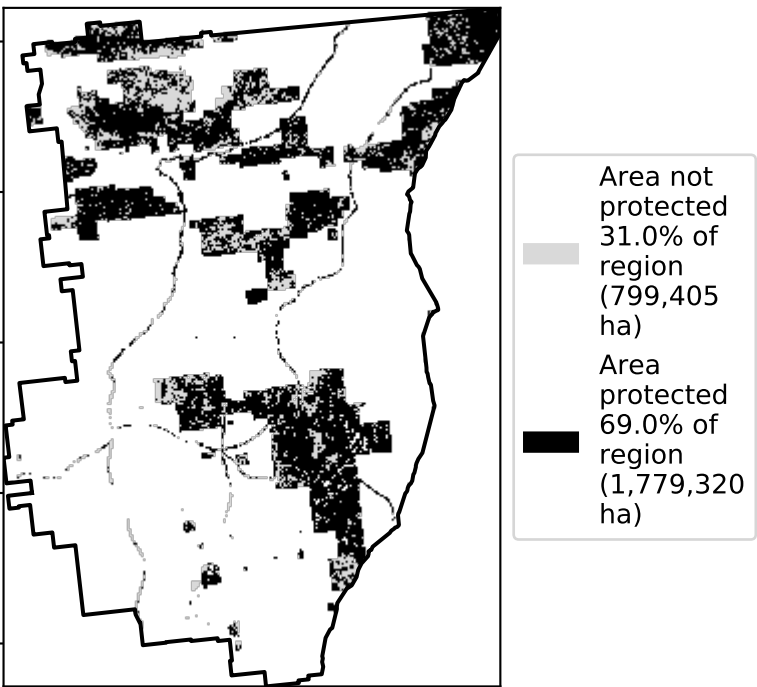 Area not
protected
31.0% of
region
(799,405
ha)
Area
protected
69.0% of
region
(1,779,320
ha)